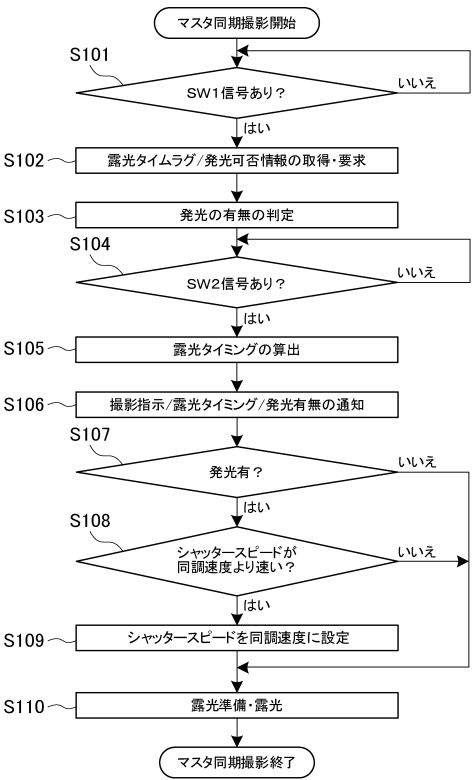 マスタ同期撮影開始
S101
SW1信号あり？
いいえ
はい
S102
露光タイムラグ/発光可否情報の取得・要求
S103
発光の有無の判定
S104
SW2信号あり？
いいえ
はい
S105
露光タイミングの算出
S106
撮影指示/露光タイミング/発光有無の通知
S107
発光有？
いいえ
はい
S108
シャッタースピードが
同調速度より速い？
いいえ
はい
S109
シャッタースピードを同調速度に設定
S110
露光準備・露光
マスタ同期撮影終了